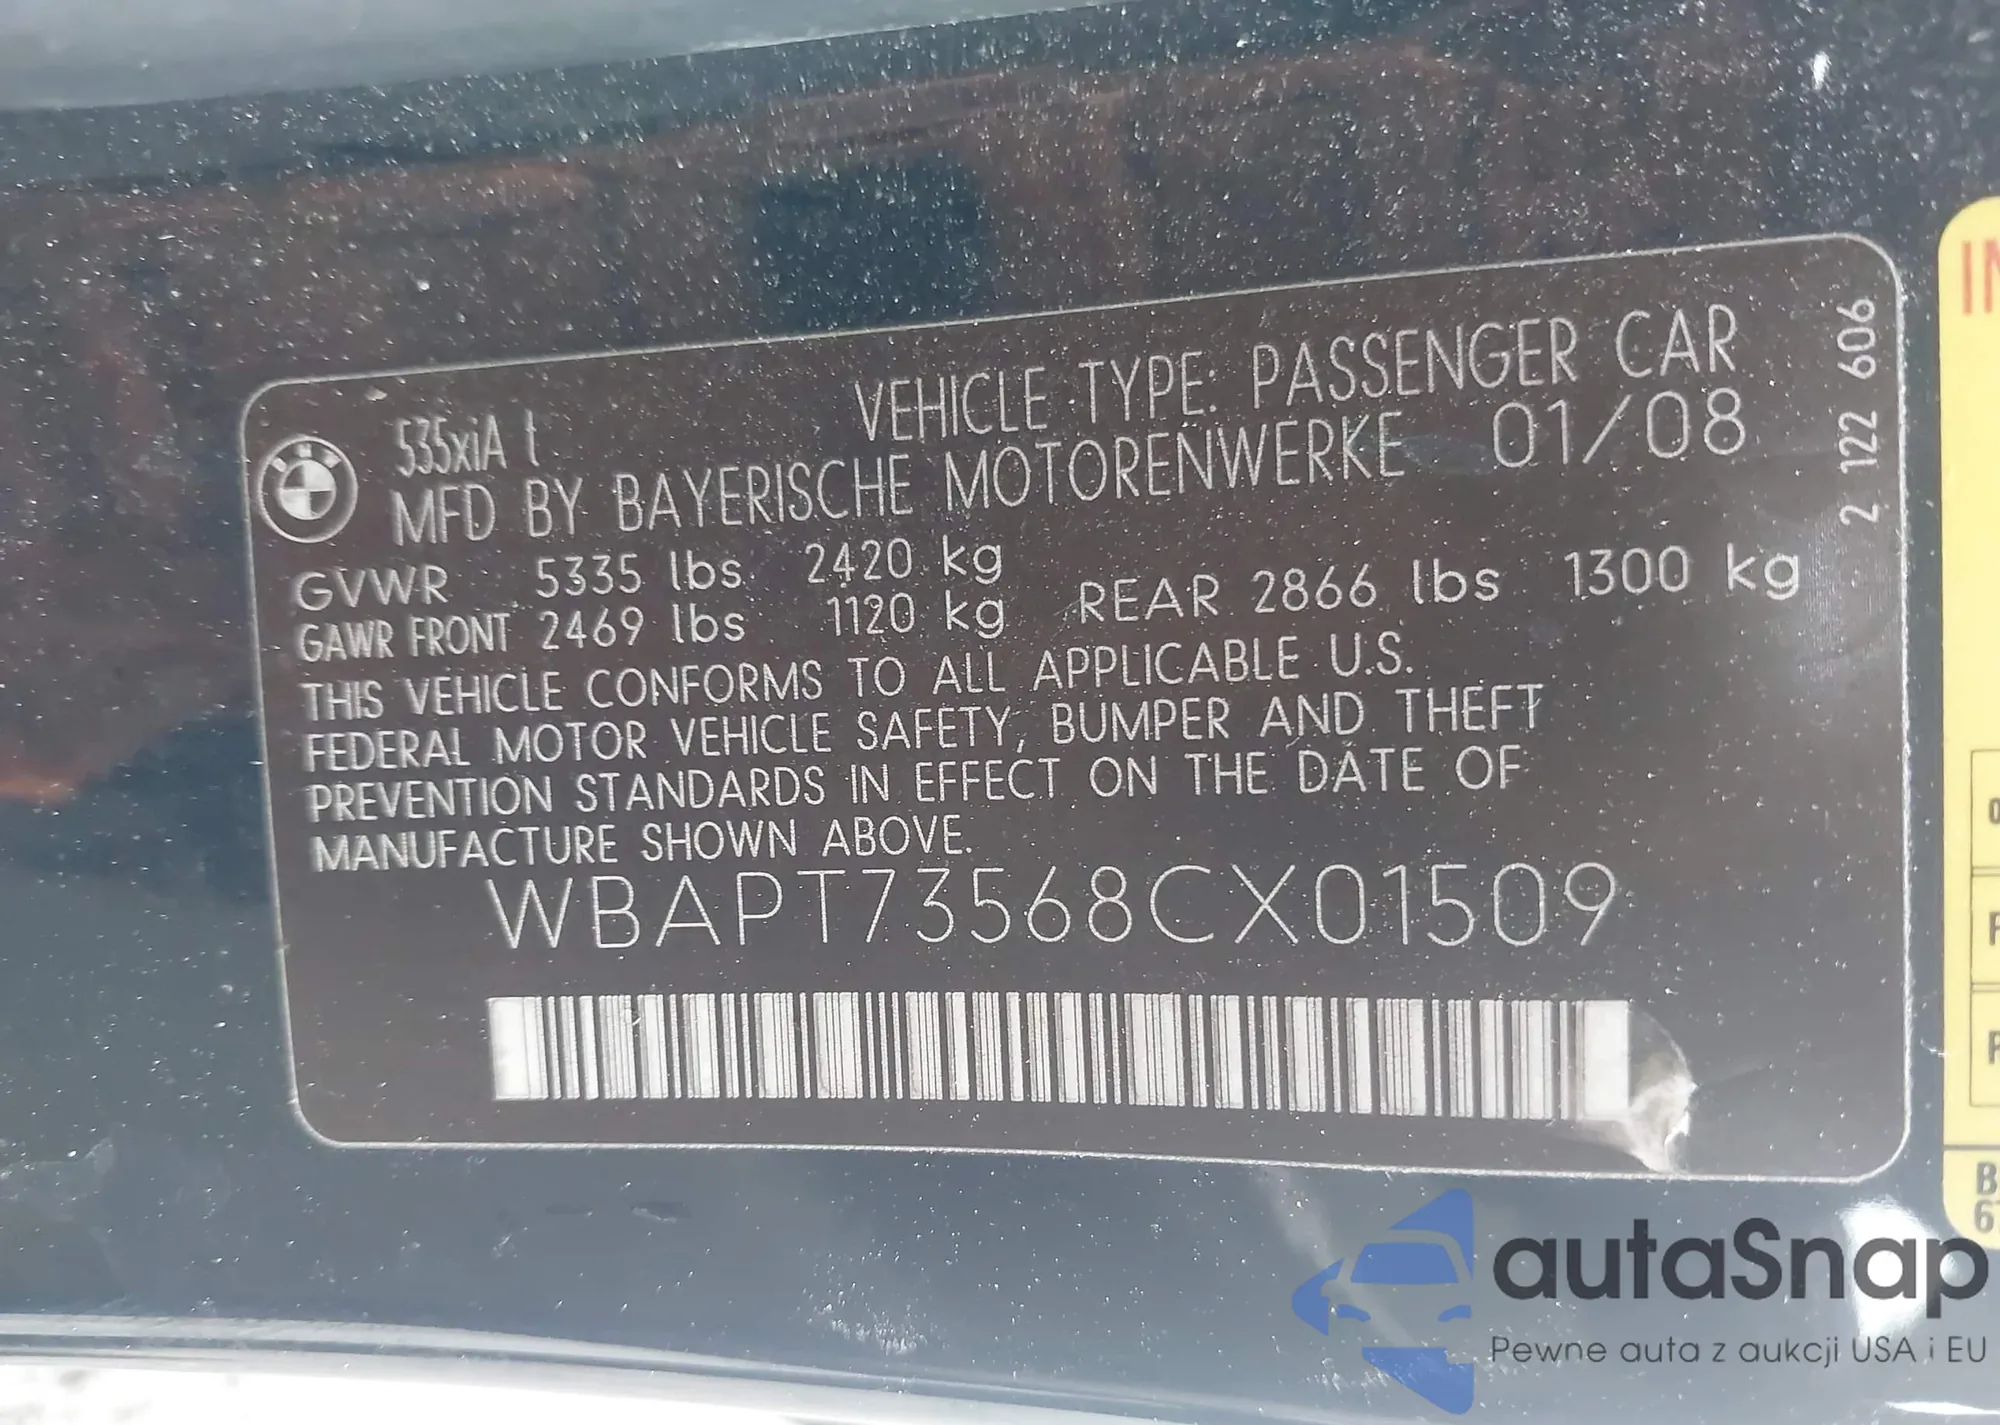 VEHICLE TYPE: PASSENGER CAR
535xiA t
MFD BY BAYERISCHE MOTORENWERKE 01/08
GVWR 5335 lbs 2420 kg
GAWR FRONT 2469 lbs 1120 kg REAR 2866 lbs 1300 kg
THIS VEHICLE CONFORMS TO ALL APPLICABLE U.S.
FEDERAL MOTOR VEHICLE SAFETY, BUMPER AND THEFT
PREVENTION STANDARDS IN EFFECT ON THE DATE OF
MANUFACTURE SHOWN ABOVE.
WBAPT73568CX01509
2 122 606
BMW
autaSnap
Pewne auta z aukcji USA i EU